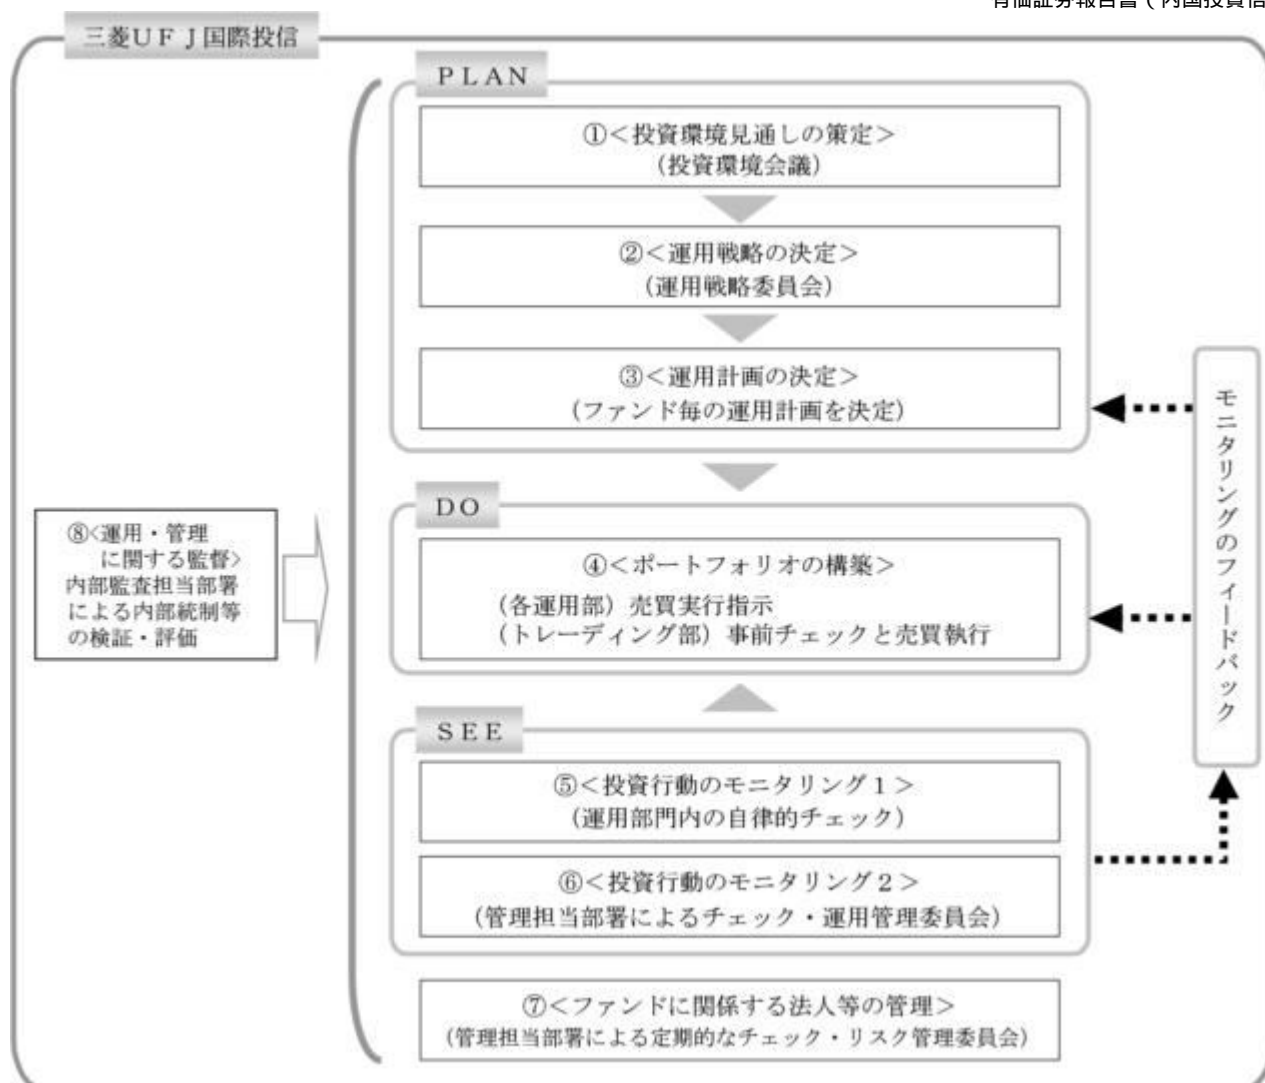 有価証券報告書(内国投資信
三菱UFJ国際投信
PLAN
①<投資環境見通しの策定>
(投資環境会議)
②<運用戦略の決定>
(運用戦略委員会)
③<運用計画の決定>
(ファンド毎の運用計画を決定)
DO
④<ポートフォリオの構築>
(各運用部)売買実行指示
(トレーディング部)事前チェックと売買執行
SEE
⑤<投資行動のモニタリング1>
(運用部門内の自律的チェック)
⑥<投資行動のモニタリング2>
(管理担当部署によるチェック・運用管理委員会)
⑦<ファンドに関係する法人等の管理>
(管理担当部署による定期的なチェック・リスク管理委員会)
⑧<運用・管理
に関する監督>
内部監査担当部署
による内部統制等
の検証・評価
モニタリングのフィードバック